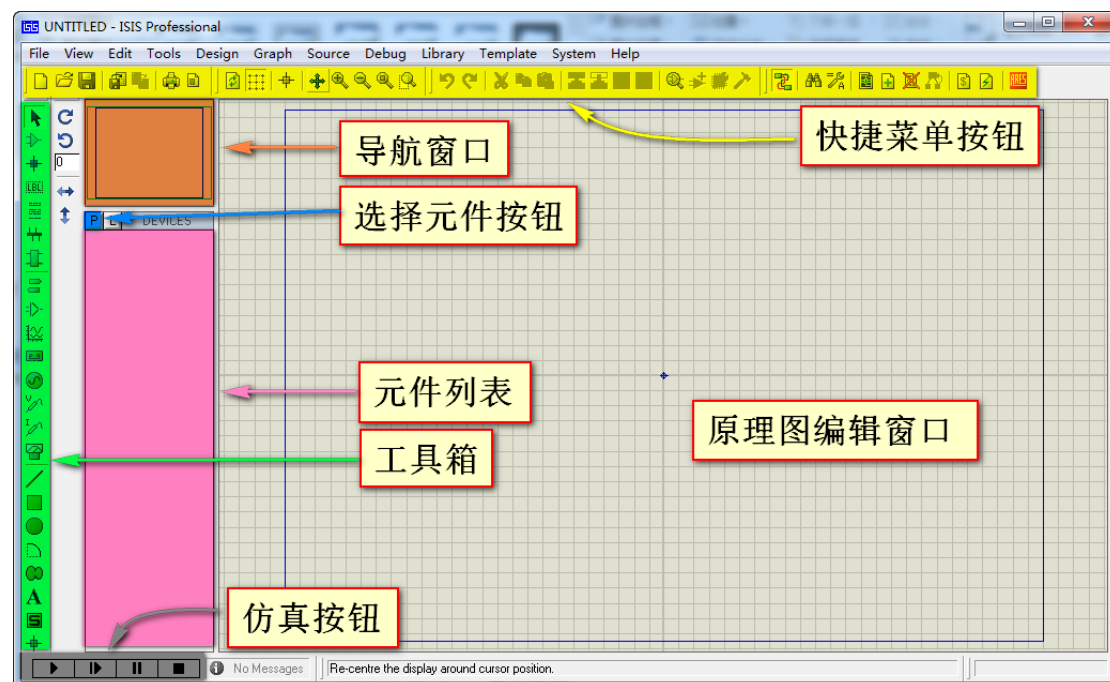 ISIS UNTITLED - ISIS Professional
File View Edit Tools Design Graph Source Debug Library Template System Help
快捷菜单按钮
导航窗口
0
LBL
选择元件按钮
P L DEVICES
元件列表
原理图编辑窗口
工具箱
A
S
仿真按钮
No Messages
Re-centre the display around cursor position.